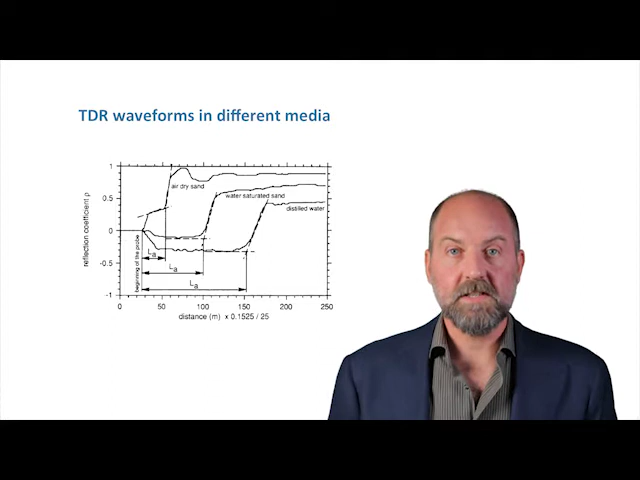 TDR waveforms in different media
1
0.5
0
-0.5
-1
reflection coefficient ρ
air dry sand
water saturated sand
distilled water
beginning of the probe
La
La
La
0 50 100 150 200 250
distance (m) x 0.1525 / 25